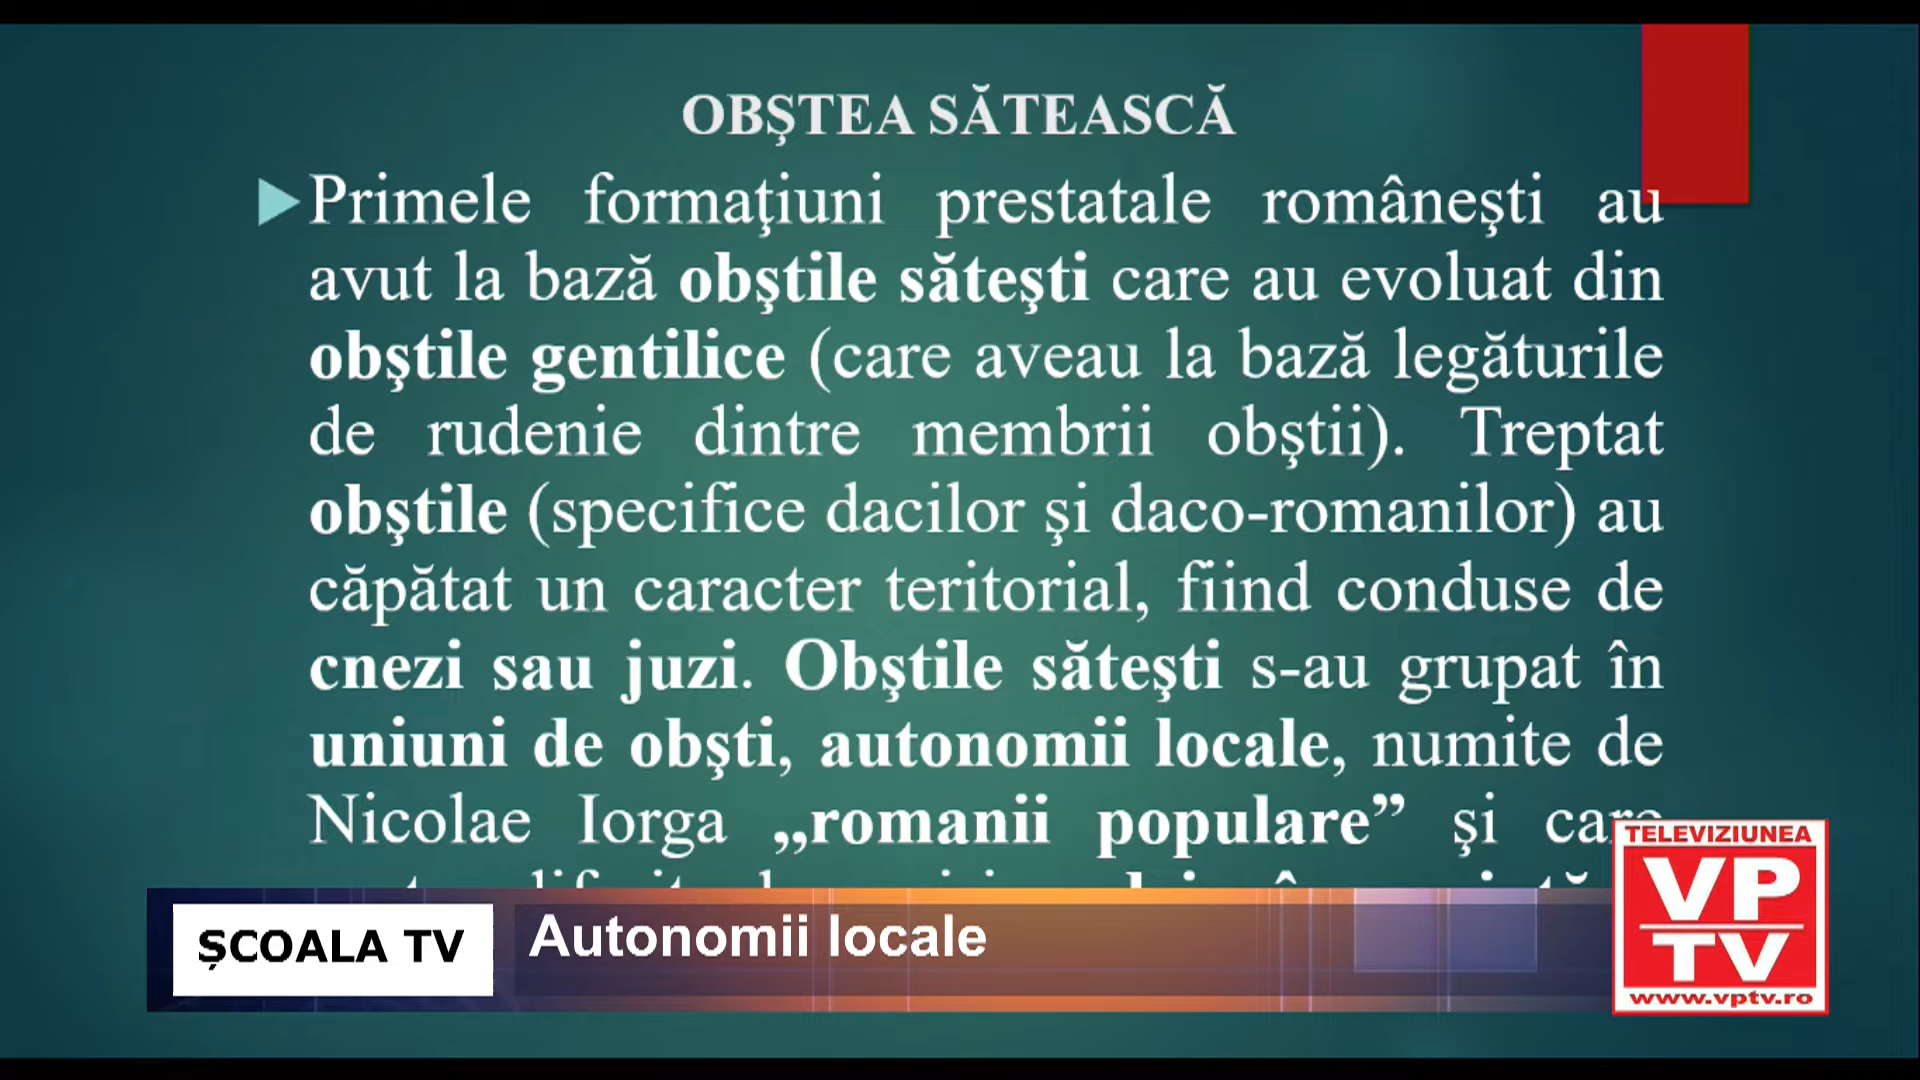 OBŞTEA SĂTEASCĂ
Primele formaţiuni prestatale româneşti au
avut la bază obştile săteşti care au evoluat din
obştile gentilice (care aveau la bază legăturile
de rudenie dintre membrii obştii). Treptat
obştile (specifice dacilor şi daco-romanilor) au
căpătat un caracter teritorial, fiind conduse de
cnezi sau juzi. Obştile săteşti s-au grupat în
uniuni de obşti, autonomii locale, numite de
Nicolae Iorga „romanii populare” şi care
ȘCOALA TV
Autonomii locale
TELEVIZIUNEA
VP
TV
www.vptv.ro